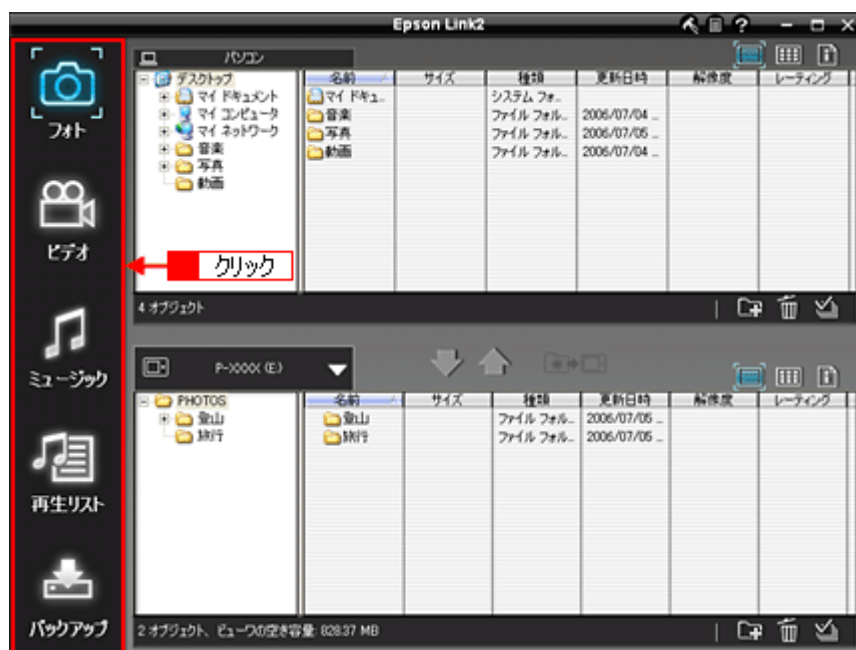 Epson Link2
フォト
ビデオ
ミュージック
再生リスト
バックアップ
パソコン
デスクトップ
マイ ドキュメント
マイ コンピュータ
マイ ネットワーク
音楽
写真
動画
名前 サイズ 種類 更新日時 解像度 レーティング
マイ ドキュ... システム フォ...
音楽 ファイル フォル... 2006/07/04 ...
写真 ファイル フォル... 2006/07/05 ...
動画 ファイル フォル... 2006/07/04 ...
クリック
4 オブジェクト
P-XXXX (E)
PHOTOS
登山
旅行
名前 サイズ 種類 更新日時 解像度 レーティング
登山 ファイル フォル... 2006/07/05 ...
旅行 ファイル フォル... 2006/07/05 ...
2 オブジェクト、ビューワの空き容量: 828.37 MB